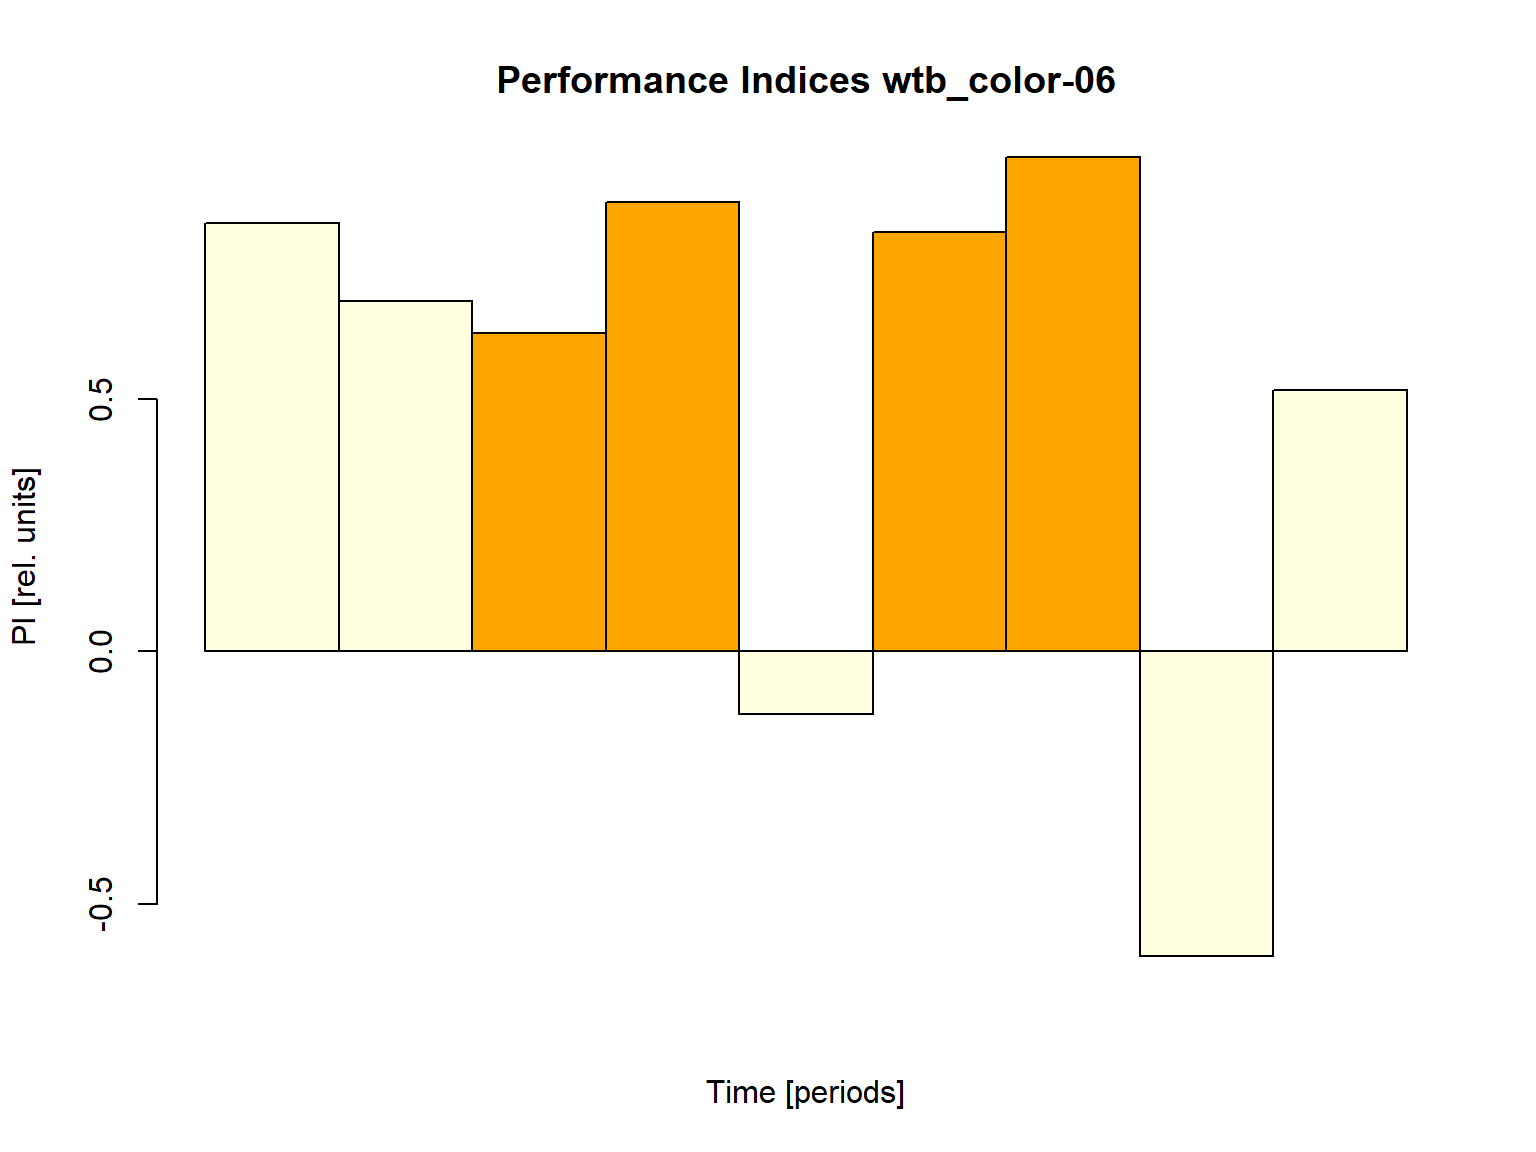 Performance Indices wtb_color-06
PI [rel. units]
0.5
0.0
-0.5
Time [periods]